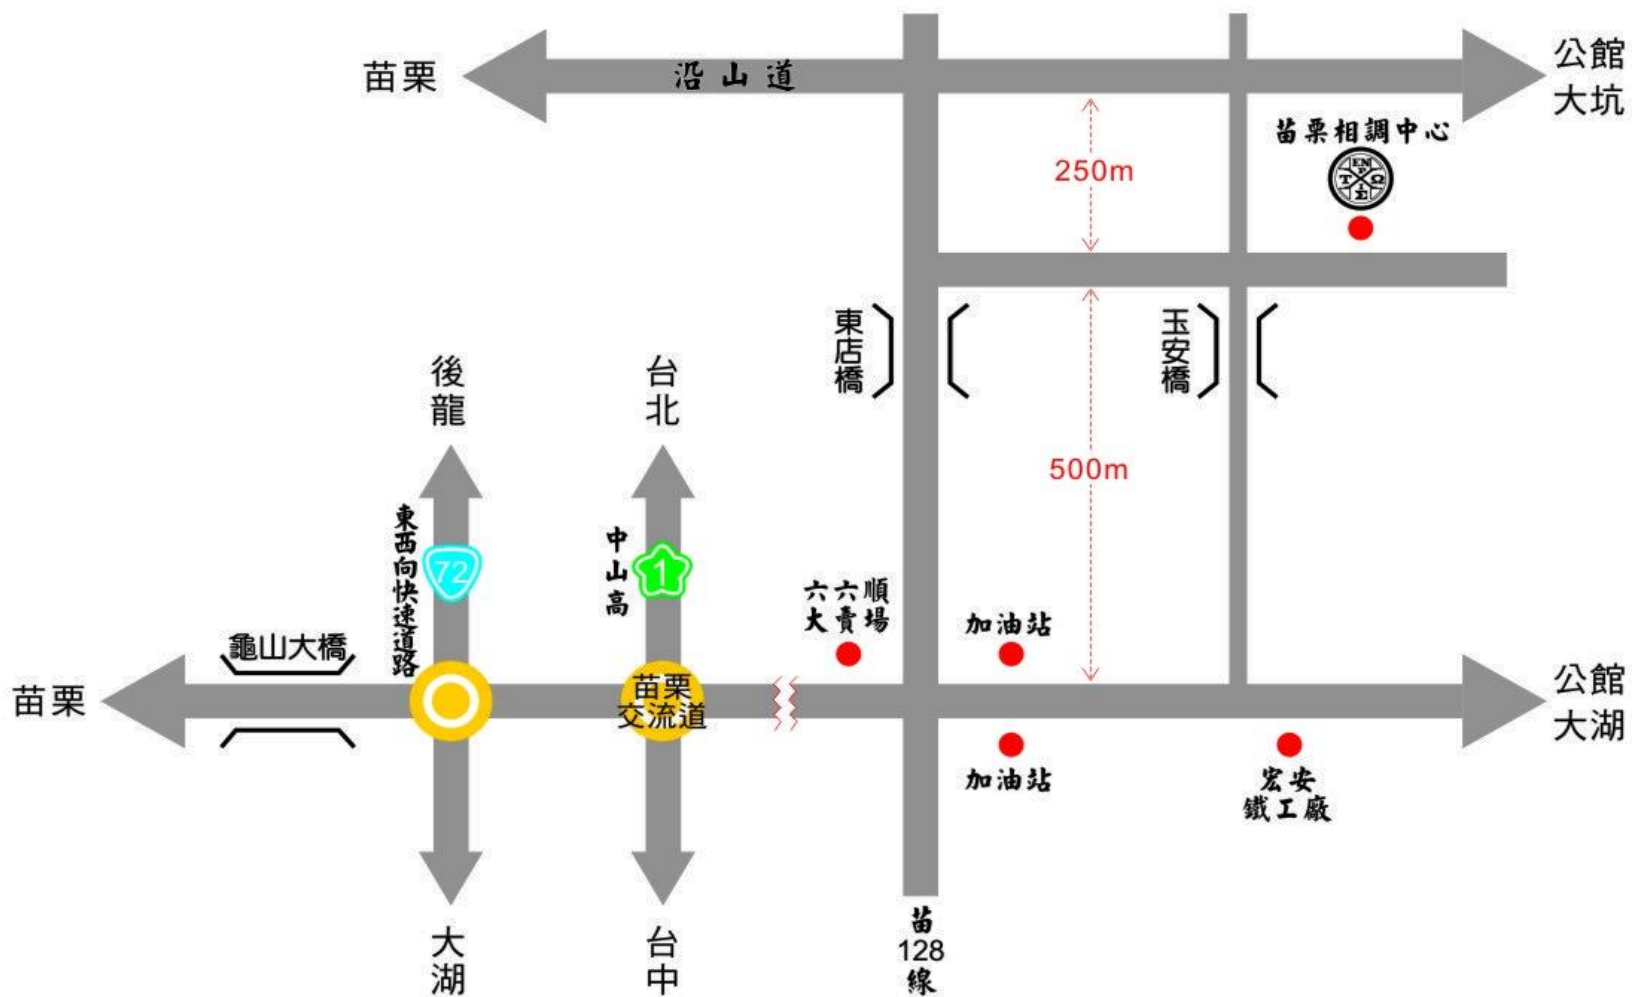 苗栗
沿山道
公館
大坑
苗栗相調中心
250m
東店橋
玉安橋
後龍
台北
500m
東西向快速道路
72
中山高
1
六六順
大賣場
加油站
龜山大橋
苗栗
苗栗
交流道
公館
大湖
加油站
宏安
鐵工廠
大湖
台中
苗
128
線